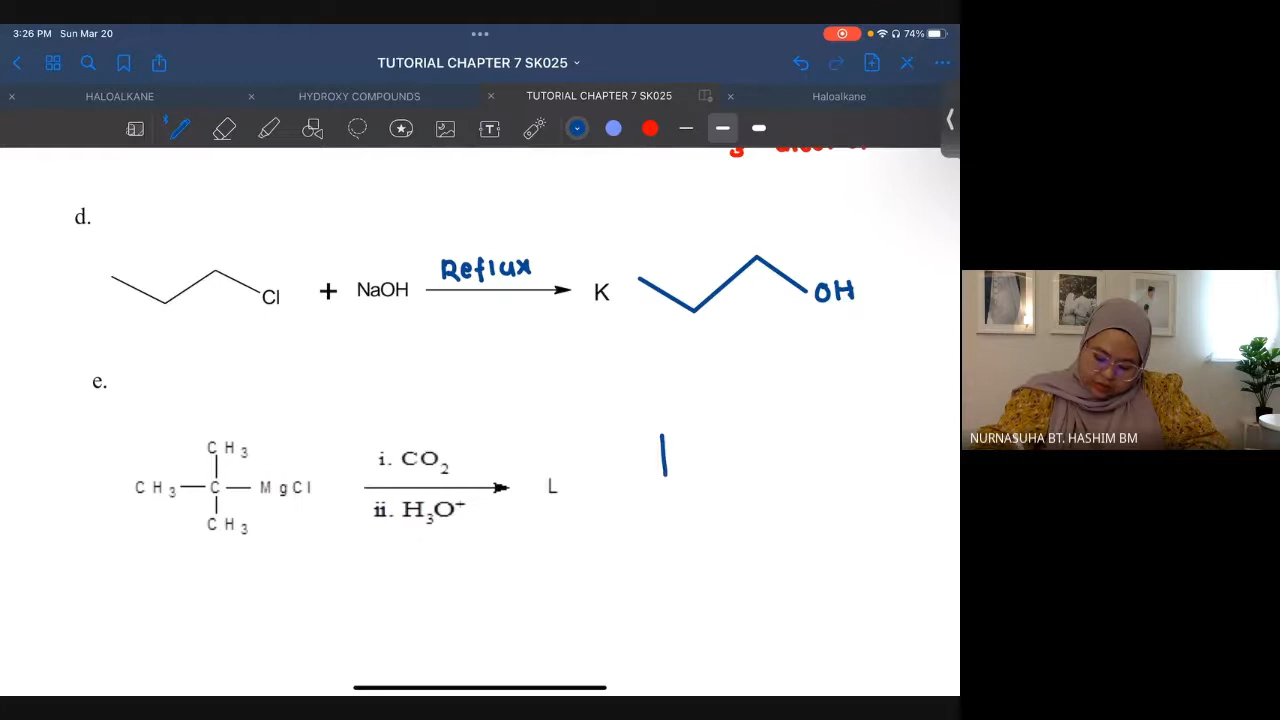 3:26 PM Sun Mar 20
74%
TUTORIAL CHAPTER 7 SK025
HALOALKANE
HYDROXY COMPOUNDS
TUTORIAL CHAPTER 7 SK025
Haloalkane
d.
Cl
+
NaOH
Reflux
K
OH
e.
CH3
CH3—C—MgCl
CH3
i. CO2
ii. H3O+
L
NURNASUHA BT. HASHIM BM